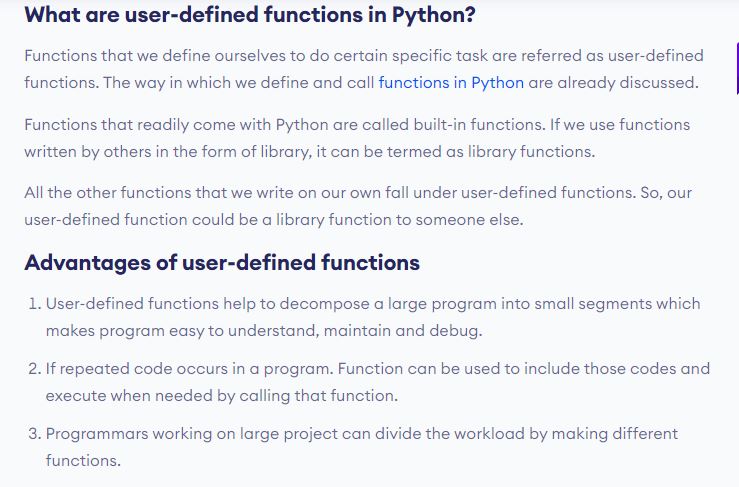 What are user-defined functions in Python?
Functions that we define ourselves to do certain specific task are referred as user-defined
functions. The way in which we define and call functions in Python are already discussed.
Functions that readily come with Python are called built-in functions. If we use functions
written by others in the form of library, it can be termed as library functions.
All the other functions that we write on our own fall under user-defined functions. So, our
user-defined function could be a library function to someone else.
Advantages of user-defined functions
1. User-defined functions help to decompose a large program into small segments which
makes program easy to understand, maintain and debug.
2. If repeated code occurs in a program. Function can be used to include those codes and
execute when needed by calling that function.
3. Programmars working on large project can divide the workload by making different
functions.